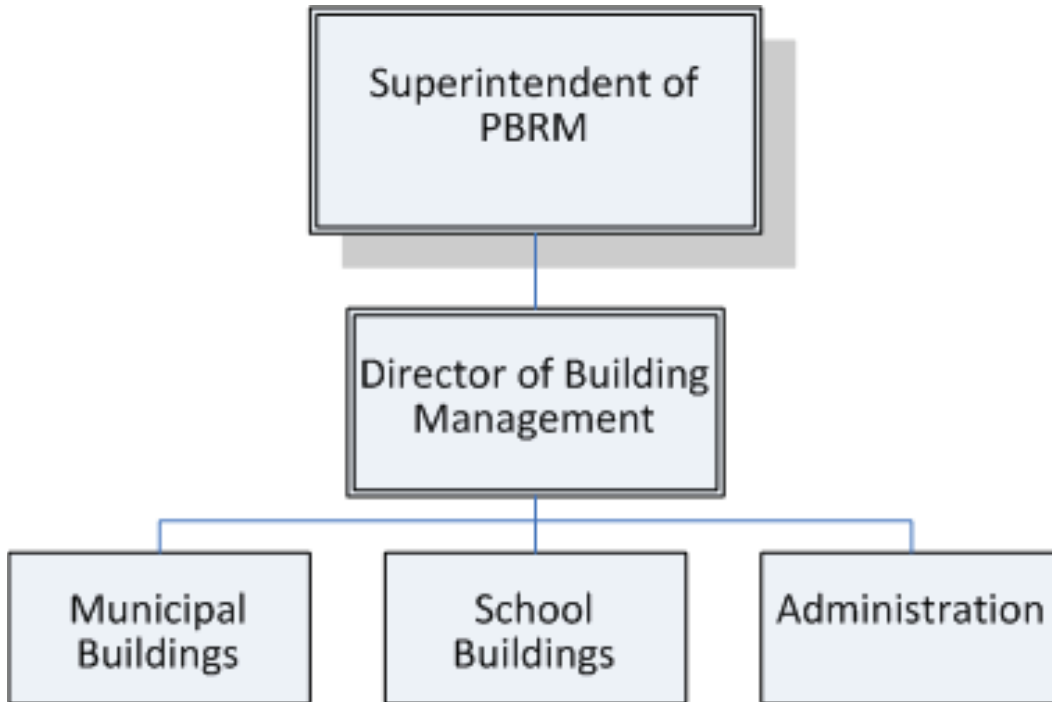 Superintendent of
PBRM
Director of Building
Management
Municipal
Buildings
School
Buildings
Administration